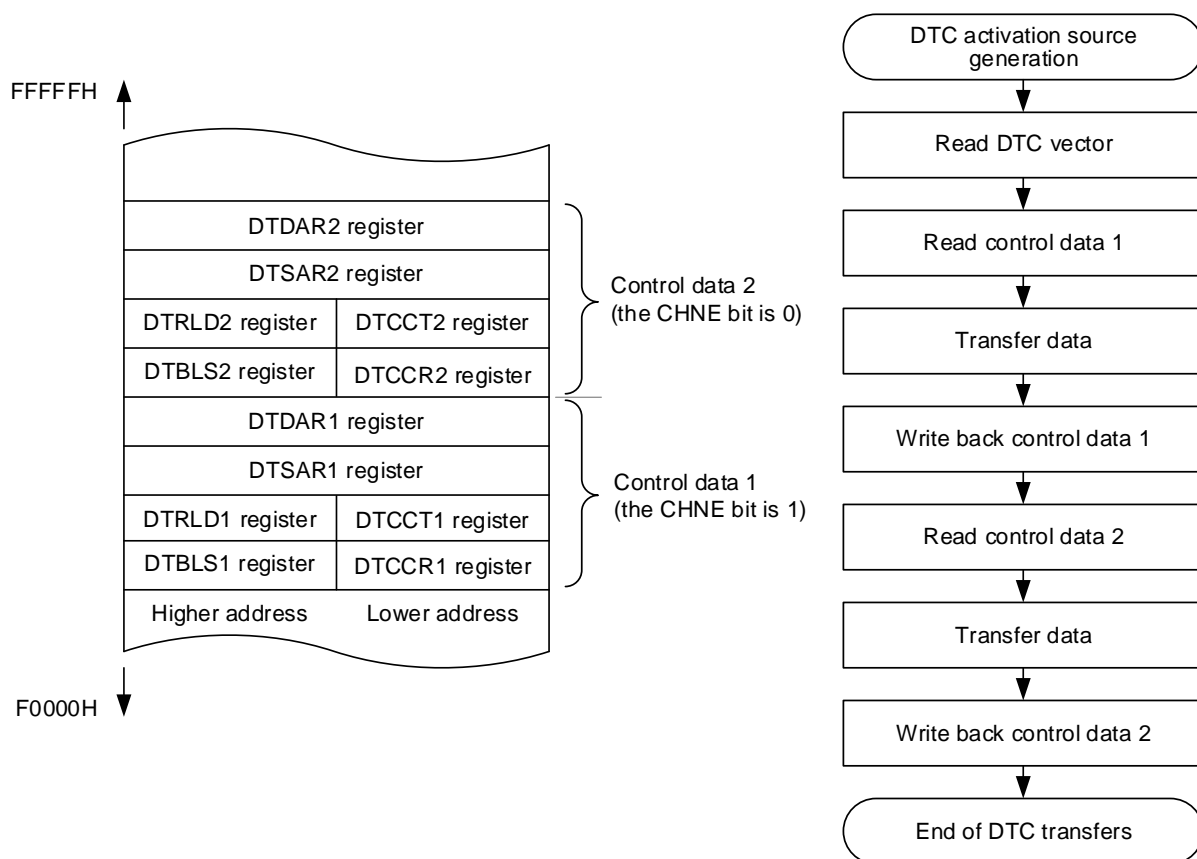 FFFFFH
DTDAR2 register
DTSAR2 register
DTRLD2 register DTCCT2 register
DTBLS2 register DTCCR2 register
DTDAR1 register
DTSAR1 register
DTRLD1 register DTCCT1 register
DTBLS1 register DTCCR1 register
Higher address Lower address
F0000H
Control data 2
(the CHNE bit is 0)
Control data 1
(the CHNE bit is 1)
DTC activation source
generation
Read DTC vector
Read control data 1
Transfer data
Write back control data 1
Read control data 2
Transfer data
Write back control data 2
End of DTC transfers